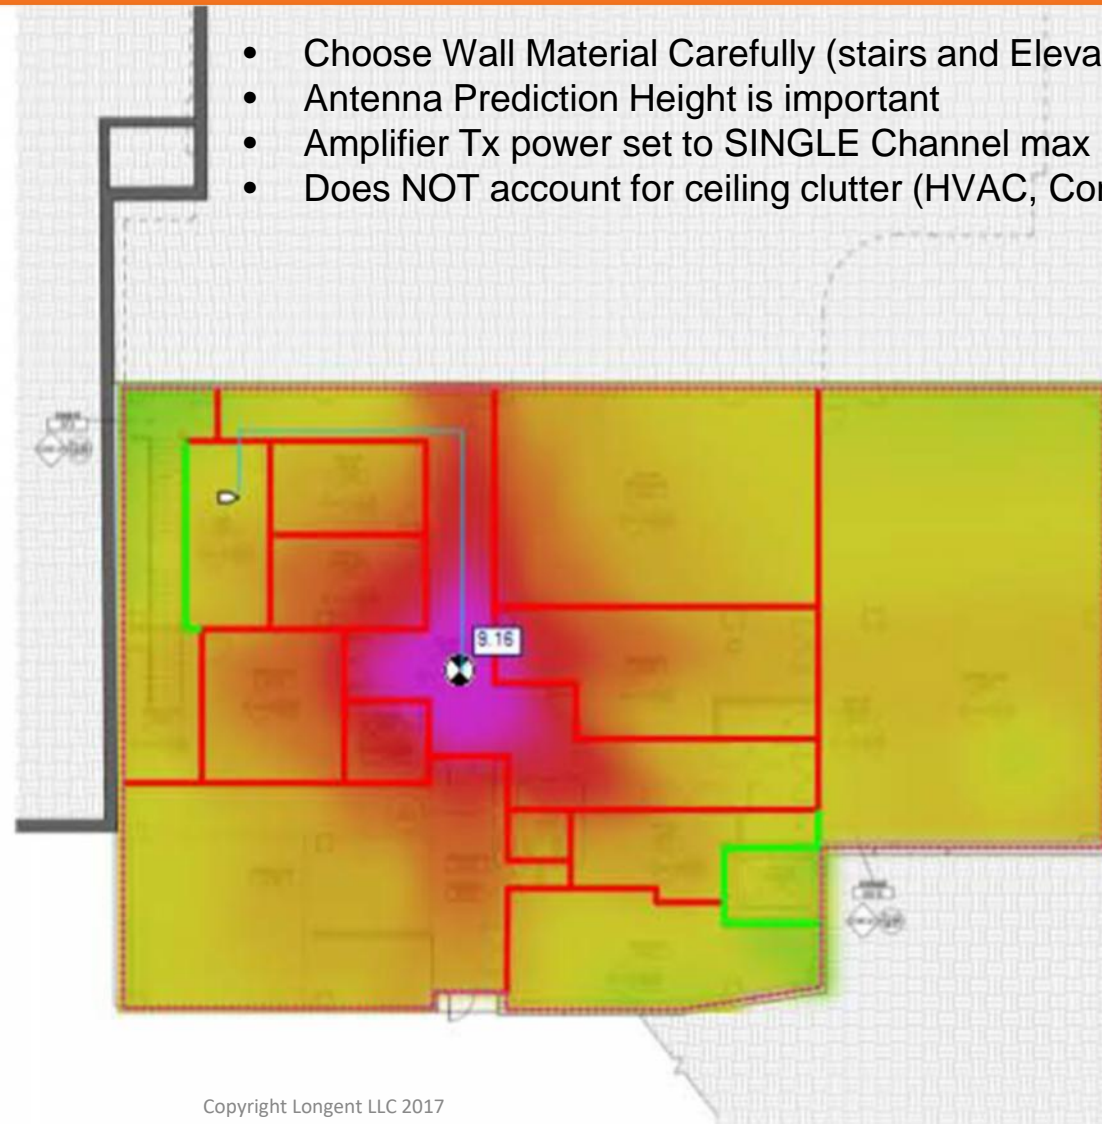 • Choose Wall Material Carefully (stairs and Eleva
• Antenna Prediction Height is important
• Amplifier Tx power set to SINGLE Channel max
• Does NOT account for ceiling clutter (HVAC, Cor
9.16
Copyright Longent LLC 2017